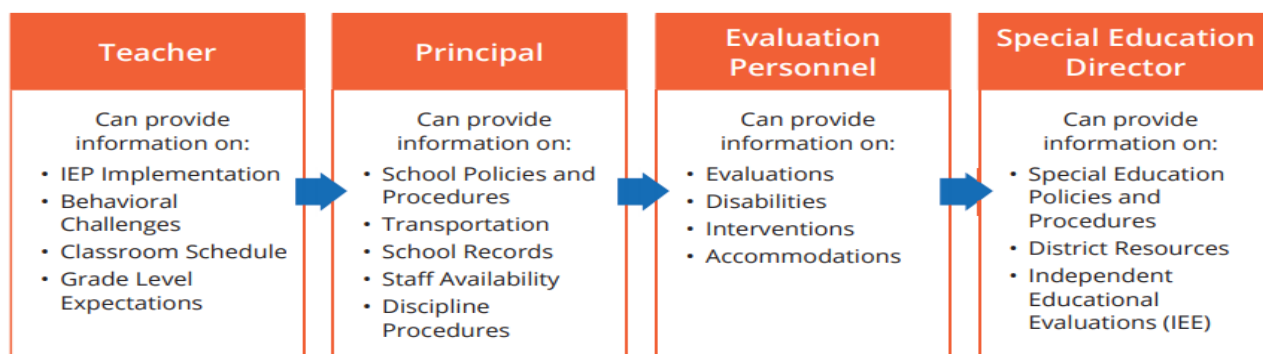 Teacher
Can provide
information on:
• IEP Implementation
• Behavioral
Challenges
• Classroom Schedule
• Grade Level
Expectations
Principal
Can provide
information on:
• School Policies and
Procedures
• Transportation
• School Records
• Staff Availability
• Discipline
Procedures
Evaluation
Personnel
Can provide
information on:
• Evaluations
• Disabilities
• Interventions
• Accommodations
Special Education
Director
Can provide
information on:
• Special Education
Policies and
Procedures
• District Resources
• Independent
Educational
Evaluations (IEE)